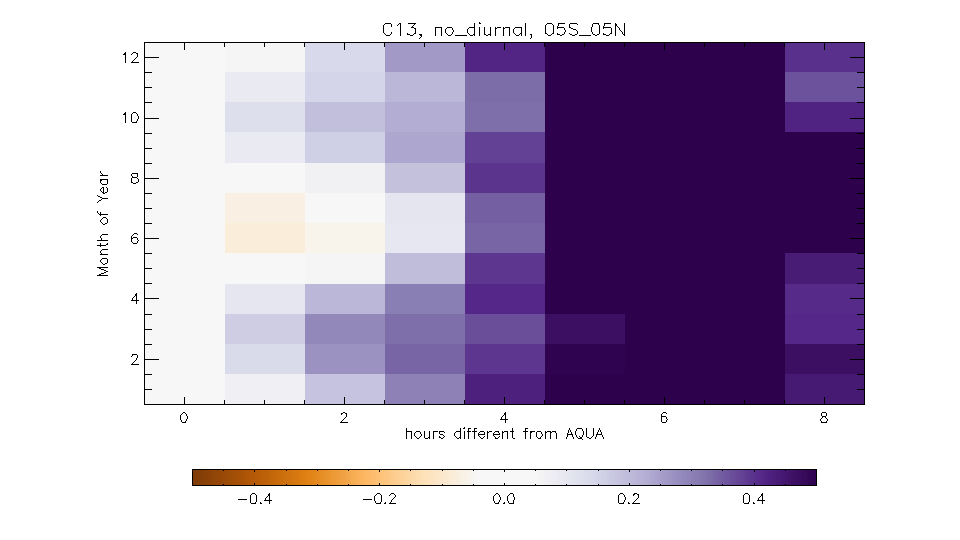 C13, no_diurnal, 05S_05N
12
10
8
6
4
2
Month of Year
0 2 4 6 8
hours different from AQUA
−0.4 −0.2 0.0 0.2 0.4